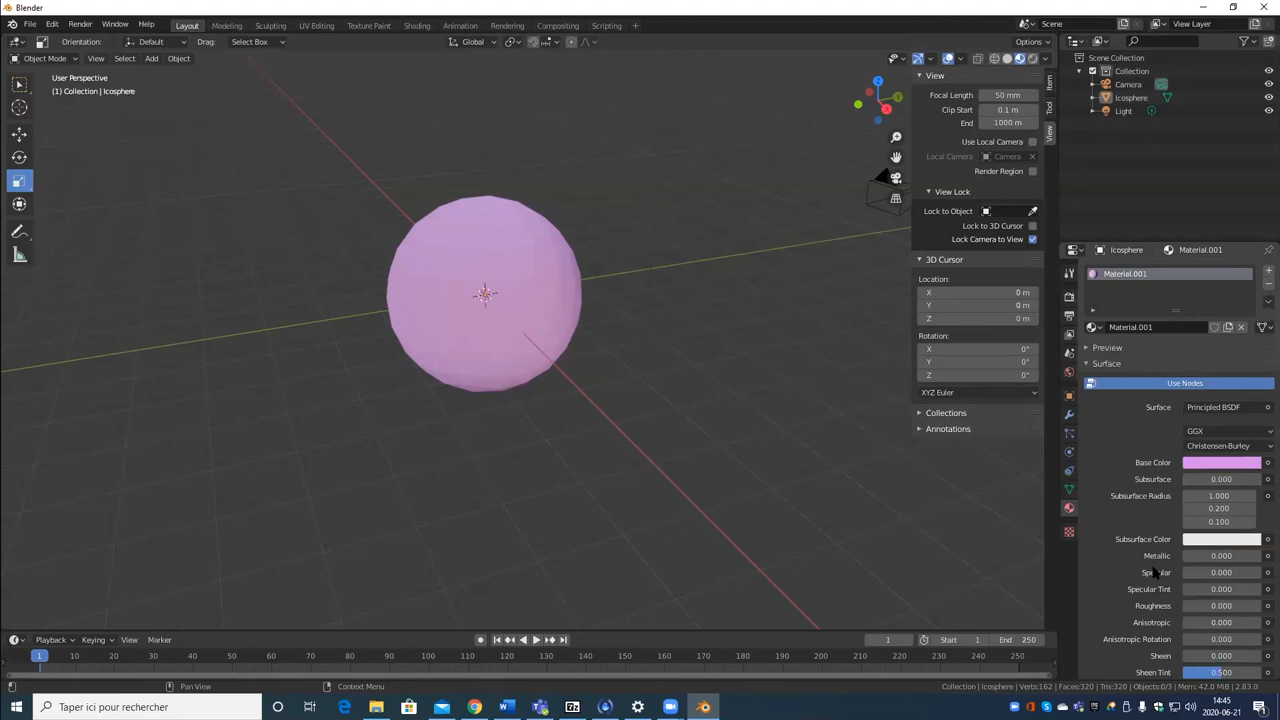 Blender
File Edit Render Window Help Layout Modeling Sculpting UV Editing Texture Paint Shading Animation Rendering Compositing Scripting + Scene View Layer
Orientation: Default Drag: Select Box Global Options
Object Mode View Select Add Object
User Perspective
(1) Collection | Icosphere
Z
Y
X
View
Focal Length 50 mm
Clip Start 0.1 m
End 1000 m
Use Local Camera
Local Camera Camera
Render Region
View Lock
Lock to Object
Lock to 3D Cursor
Lock Camera to View
3D Cursor
Location:
X 0 m
Y 0 m
Z 0 m
Rotation:
X 0°
Y 0°
Z 0°
XYZ Euler
Collections
Annotations
Item
Tool
View
Scene Collection
Collection
Camera
Icosphere
Light
Icosphere Material.001
Material.001
Material.001
Preview
Surface
Use Nodes
Surface Principled BSDF
GGX
Christensen-Burley
Base Color
Subsurface 0.000
Subsurface Radius 1.000
0.200
0.100
Subsurface Color
Metallic 0.000
Specular 0.000
Specular Tint 0.000
Roughness 0.000
Anisotropic 0.000
Anisotropic Rotation 0.000
Sheen 0.000
Sheen Tint 0.500
Playback Keying View Marker 1 Start 1 End 250
1 10 20 30 40 50 60 70 80 90 100 110 120 130 140 150 160 170 180 190 200 210 220 230 240 250
Pan View Context Menu Collection | Icosphere | Verts:162 | Faces:320 | Tris:320 | Objects:0/3 | Mem: 42.0 MiB | 2.83.0
Taper ici pour rechercher
14:45
2020-06-21